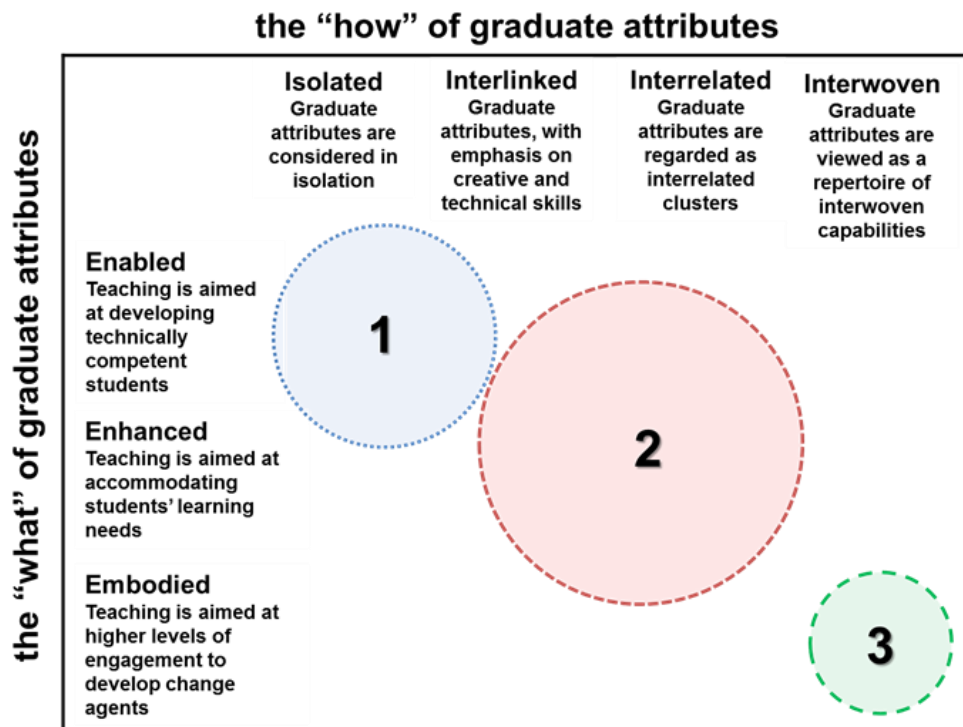 the “how” of graduate attributes
the “what” of graduate attributes
Isolated
Graduate
attributes are
considered in
isolation
Interlinked
Graduate
attributes, with
emphasis on
creative and
technical skills
Interrelated
Graduate
attributes are
regarded as
interrelated
clusters
Interwoven
Graduate
attributes are
viewed as a
repertoire of
interwoven
capabilities
Enabled
Teaching is aimed
at developing
technically
competent
students
1
Enhanced
Teaching is aimed at
accommodating
students’ learning
needs
2
Embodied
Teaching is aimed at
higher levels of
engagement to
develop change
agents
3